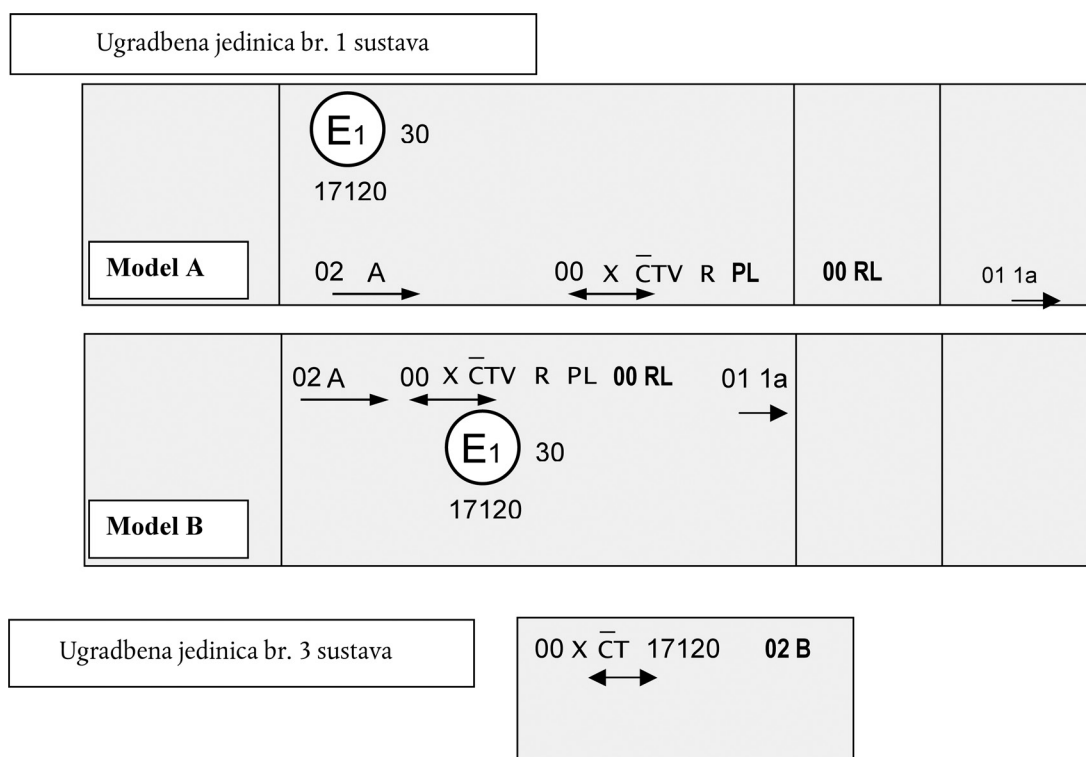 Ugradbena jedinica br. 1 sustava
E1 30
17120
Model A
02 A 00 X C̅TV R PL 00 RL 01 1a
02 A 00 X C̅TV R PL 00 RL 01 1a
E1 30
17120
Model B
Ugradbena jedinica br. 3 sustava
00 X C̅T 17120 02 B